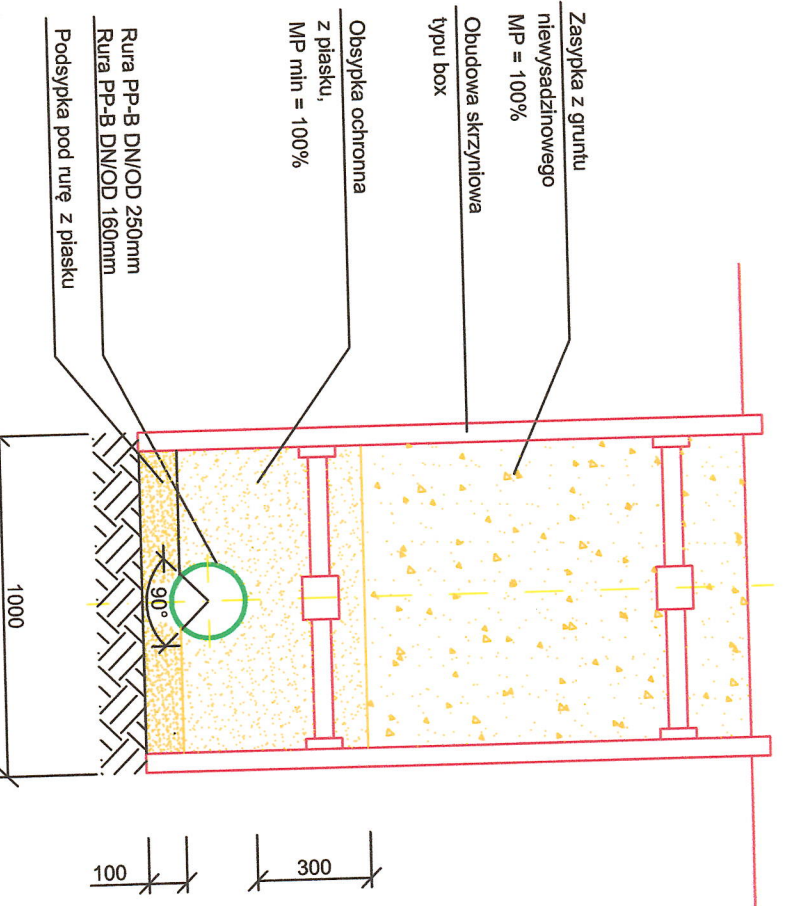 Zasypka z gruntu
niewysadzinowego
MP = 100%
Obudowa skrzyniowa
typu box
Obsypka ochronna
z piasku,
MP min = 100%
Rura PP-B DN/OD 250mm
Rura PP-B DN/OD 160mm
Podsypka pod rurę z piasku
90°
1000
300
100